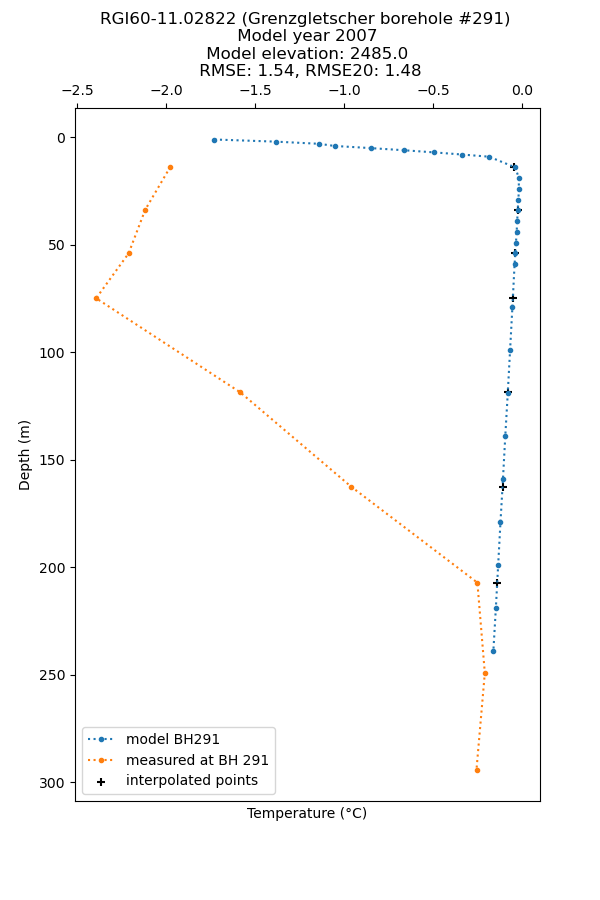 RGI60-11.02822 (Grenzgletscher borehole #291)
Model year 2007
Model elevation: 2485.0
RMSE: 1.54, RMSE20: 1.48
−2.5 −2.0 −1.5 −1.0 −0.5 0.0
0
50
100
150
200
250
300
Depth (m)
model BH291
measured at BH 291
interpolated points
Temperature (°C)